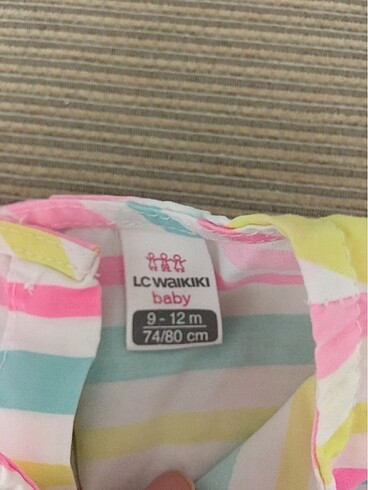 LC WAIKIKI
baby
9 - 12 m
74/80 cm